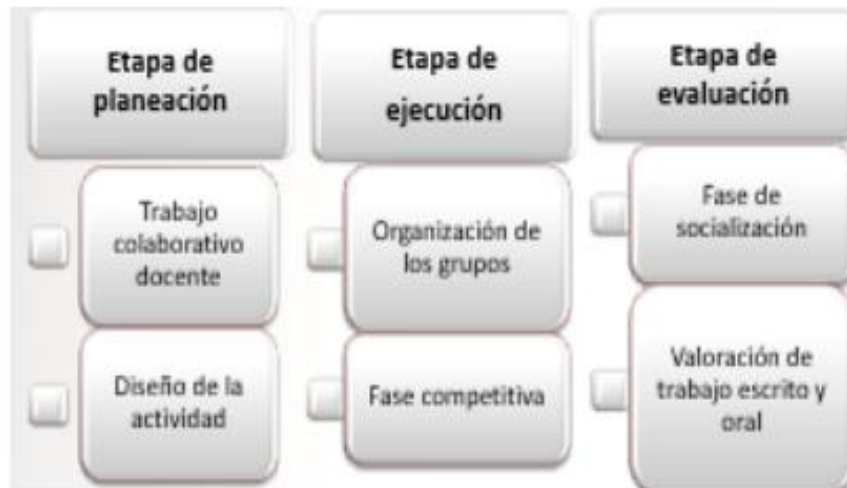 Etapa de
planeación
Trabajo
colaborativo
docente
Diseño de la
actividad
Etapa de
ejecución
Organización de
los grupos
Fase competitiva
Etapa de
evaluación
Fase de
socialización
Valoración de
trabajo escrito y
oral